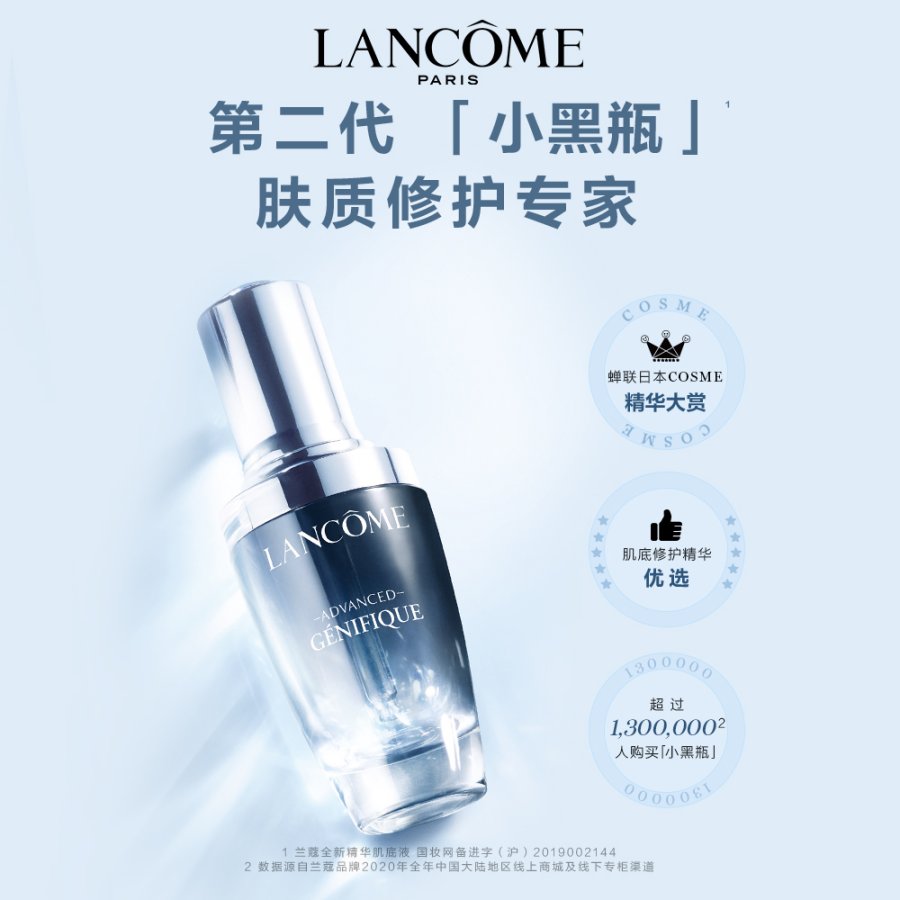 LANCÔME
PARIS
第二代「小黑瓶」1
肤质修护专家
COSME
蝉联日本COSME
精华大赏
COSME
LANCÔME
-ADVANCED-
GÉNIFIQUE
肌底修护精华
优选
1300000
超过
1,300,000²
人购买「小黑瓶」
1300000
1 兰蔻全新精华肌底液 国妆网备进字（沪）2019002144
2 数据源自兰蔻品牌2020年全年中国大陆地区线上商城及线下专柜渠道